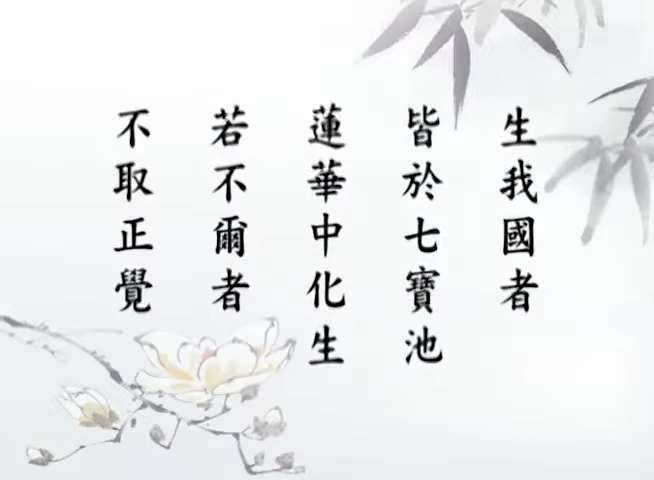 生我國者
皆於七寶池
蓮華中化生
若不爾者
不取正覺